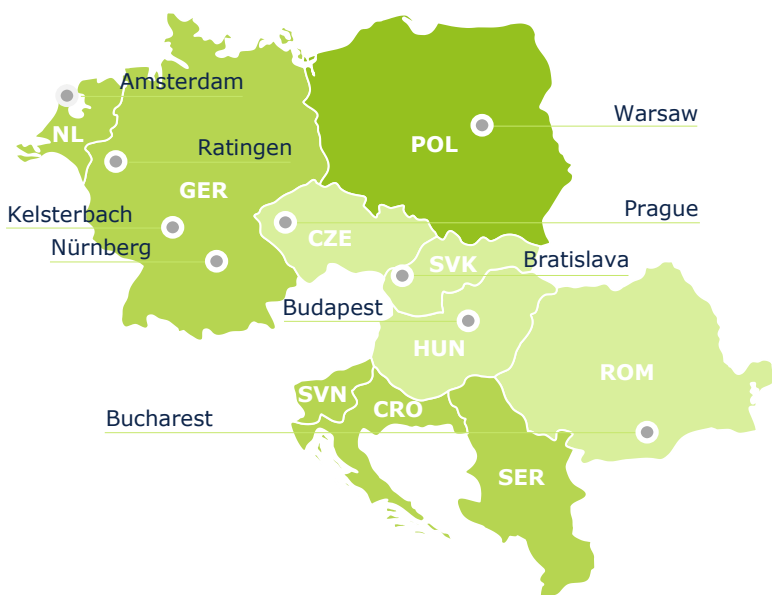 Amsterdam
NL
Warsaw
POL
Ratingen
GER
Kelsterbach
Prague
CZE
Nürnberg
SVK
Bratislava
Budapest
HUN
ROM
SVN
CRO
Bucharest
SER